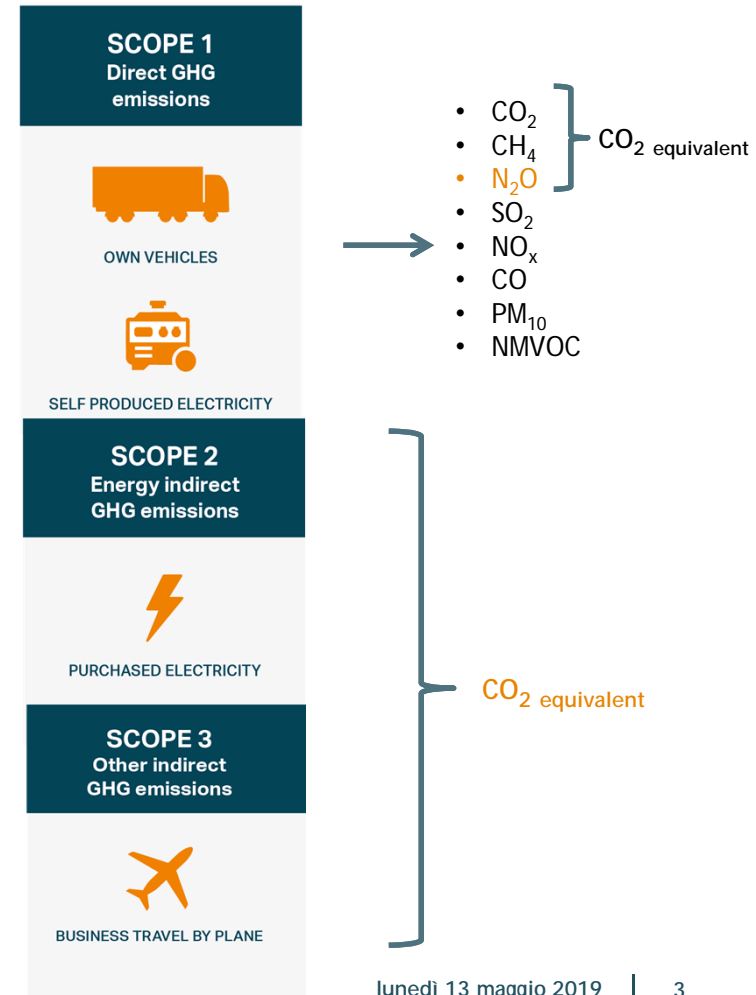 SCOPE 1
Direct GHG
emissions
OWN VEHICLES
SELF PRODUCED ELECTRICITY
• CO₂
• CH₄
• N₂O
• SO₂
• NOₓ
• CO
• PM₁₀
• NMVOC
CO₂ equivalent
SCOPE 2
Energy indirect
GHG emissions
PURCHASED ELECTRICITY
SCOPE 3
Other indirect
GHG emissions
BUSINESS TRAVEL BY PLANE
CO₂ equivalent
lunedì 13 maggio 2019 | 3